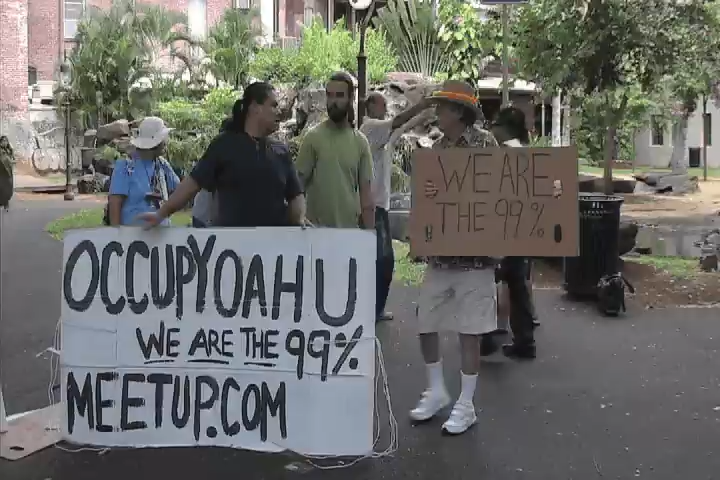 OCCUPYOAHU
WE ARE THE 99%
MEETUP.COM
WE ARE
THE 99%